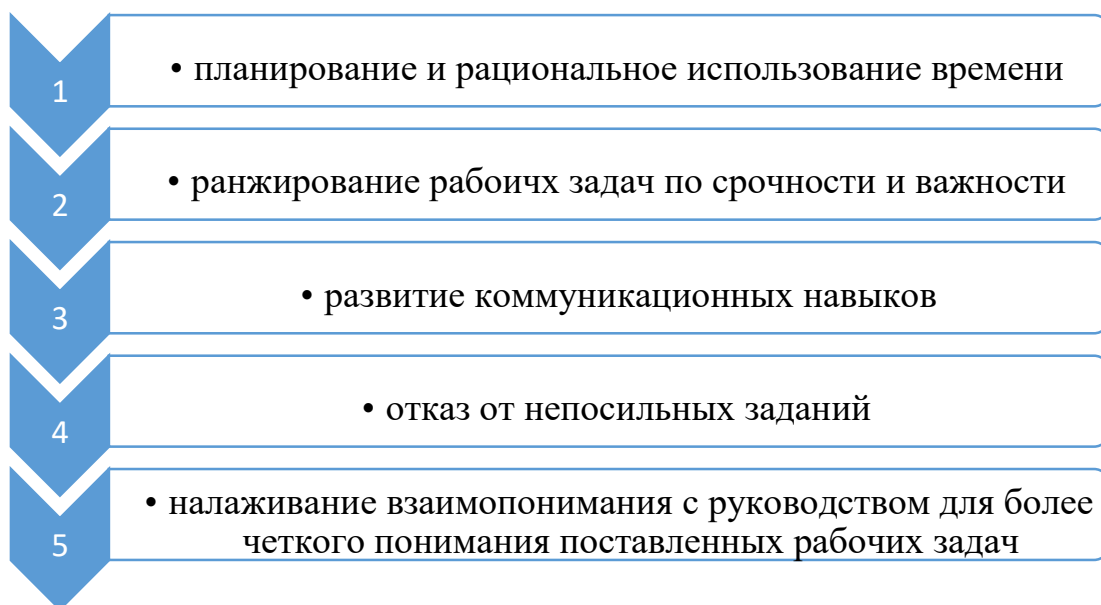 1
• планирование и рациональное использование времени
2
• ранжирование рабоичх задач по срочности и важности
3
• развитие коммуникационных навыков
4
• отказ от непосильных заданий
5
• налаживание взаимопонимания с руководством для более
четкого понимания поставленных рабочих задач